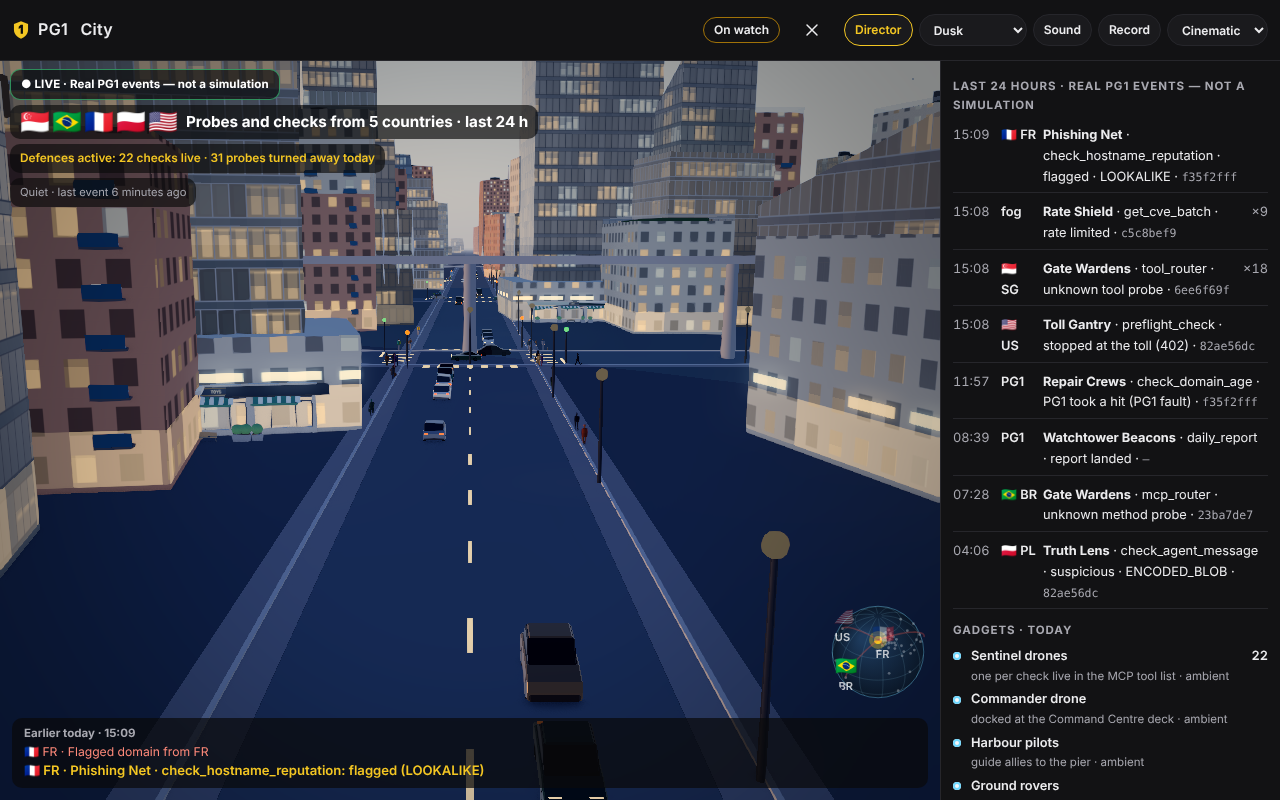 PG1 City
On watch
Director
Dusk
Sound
Record
Cinematic
LIVE · Real PG1 events — not a simulation
Probes and checks from 5 countries · last 24 h
Defences active: 22 checks live · 31 probes turned away today
Quiet · last event 6 minutes ago
US
FR
BR
Earlier today · 15:09
FR · Flagged domain from FR
FR · Phishing Net · check_hostname_reputation: flagged (LOOKALIKE)
LAST 24 HOURS · REAL PG1 EVENTS — NOT A
SIMULATION
15:09 FR Phishing Net ·
check_hostname_reputation ·
flagged · LOOKALIKE · f35f2fff
15:08 fog Rate Shield · get_cve_batch · ×9
rate limited · c5c8bef9
15:08 Gate Wardens · tool_router · ×18
SG unknown tool probe · 6ee6f69f
15:08 Toll Gantry · preflight_check ·
US stopped at the toll (402) · 82ae56dc
11:57 PG1 Repair Crews · check_domain_age ·
PG1 took a hit (PG1 fault) · f35f2fff
08:39 PG1 Watchtower Beacons · daily_report
· report landed · —
07:28 BR Gate Wardens · mcp_router ·
unknown method probe · 23ba7de7
04:06 PL Truth Lens · check_agent_message
· suspicious · ENCODED_BLOB ·
82ae56dc
GADGETS · TODAY
Sentinel drones 22
one per check live in the MCP tool list · ambient
Commander drone
docked at the Command Centre deck · ambient
Harbour pilots
guide allies to the pier · ambient
Ground rovers